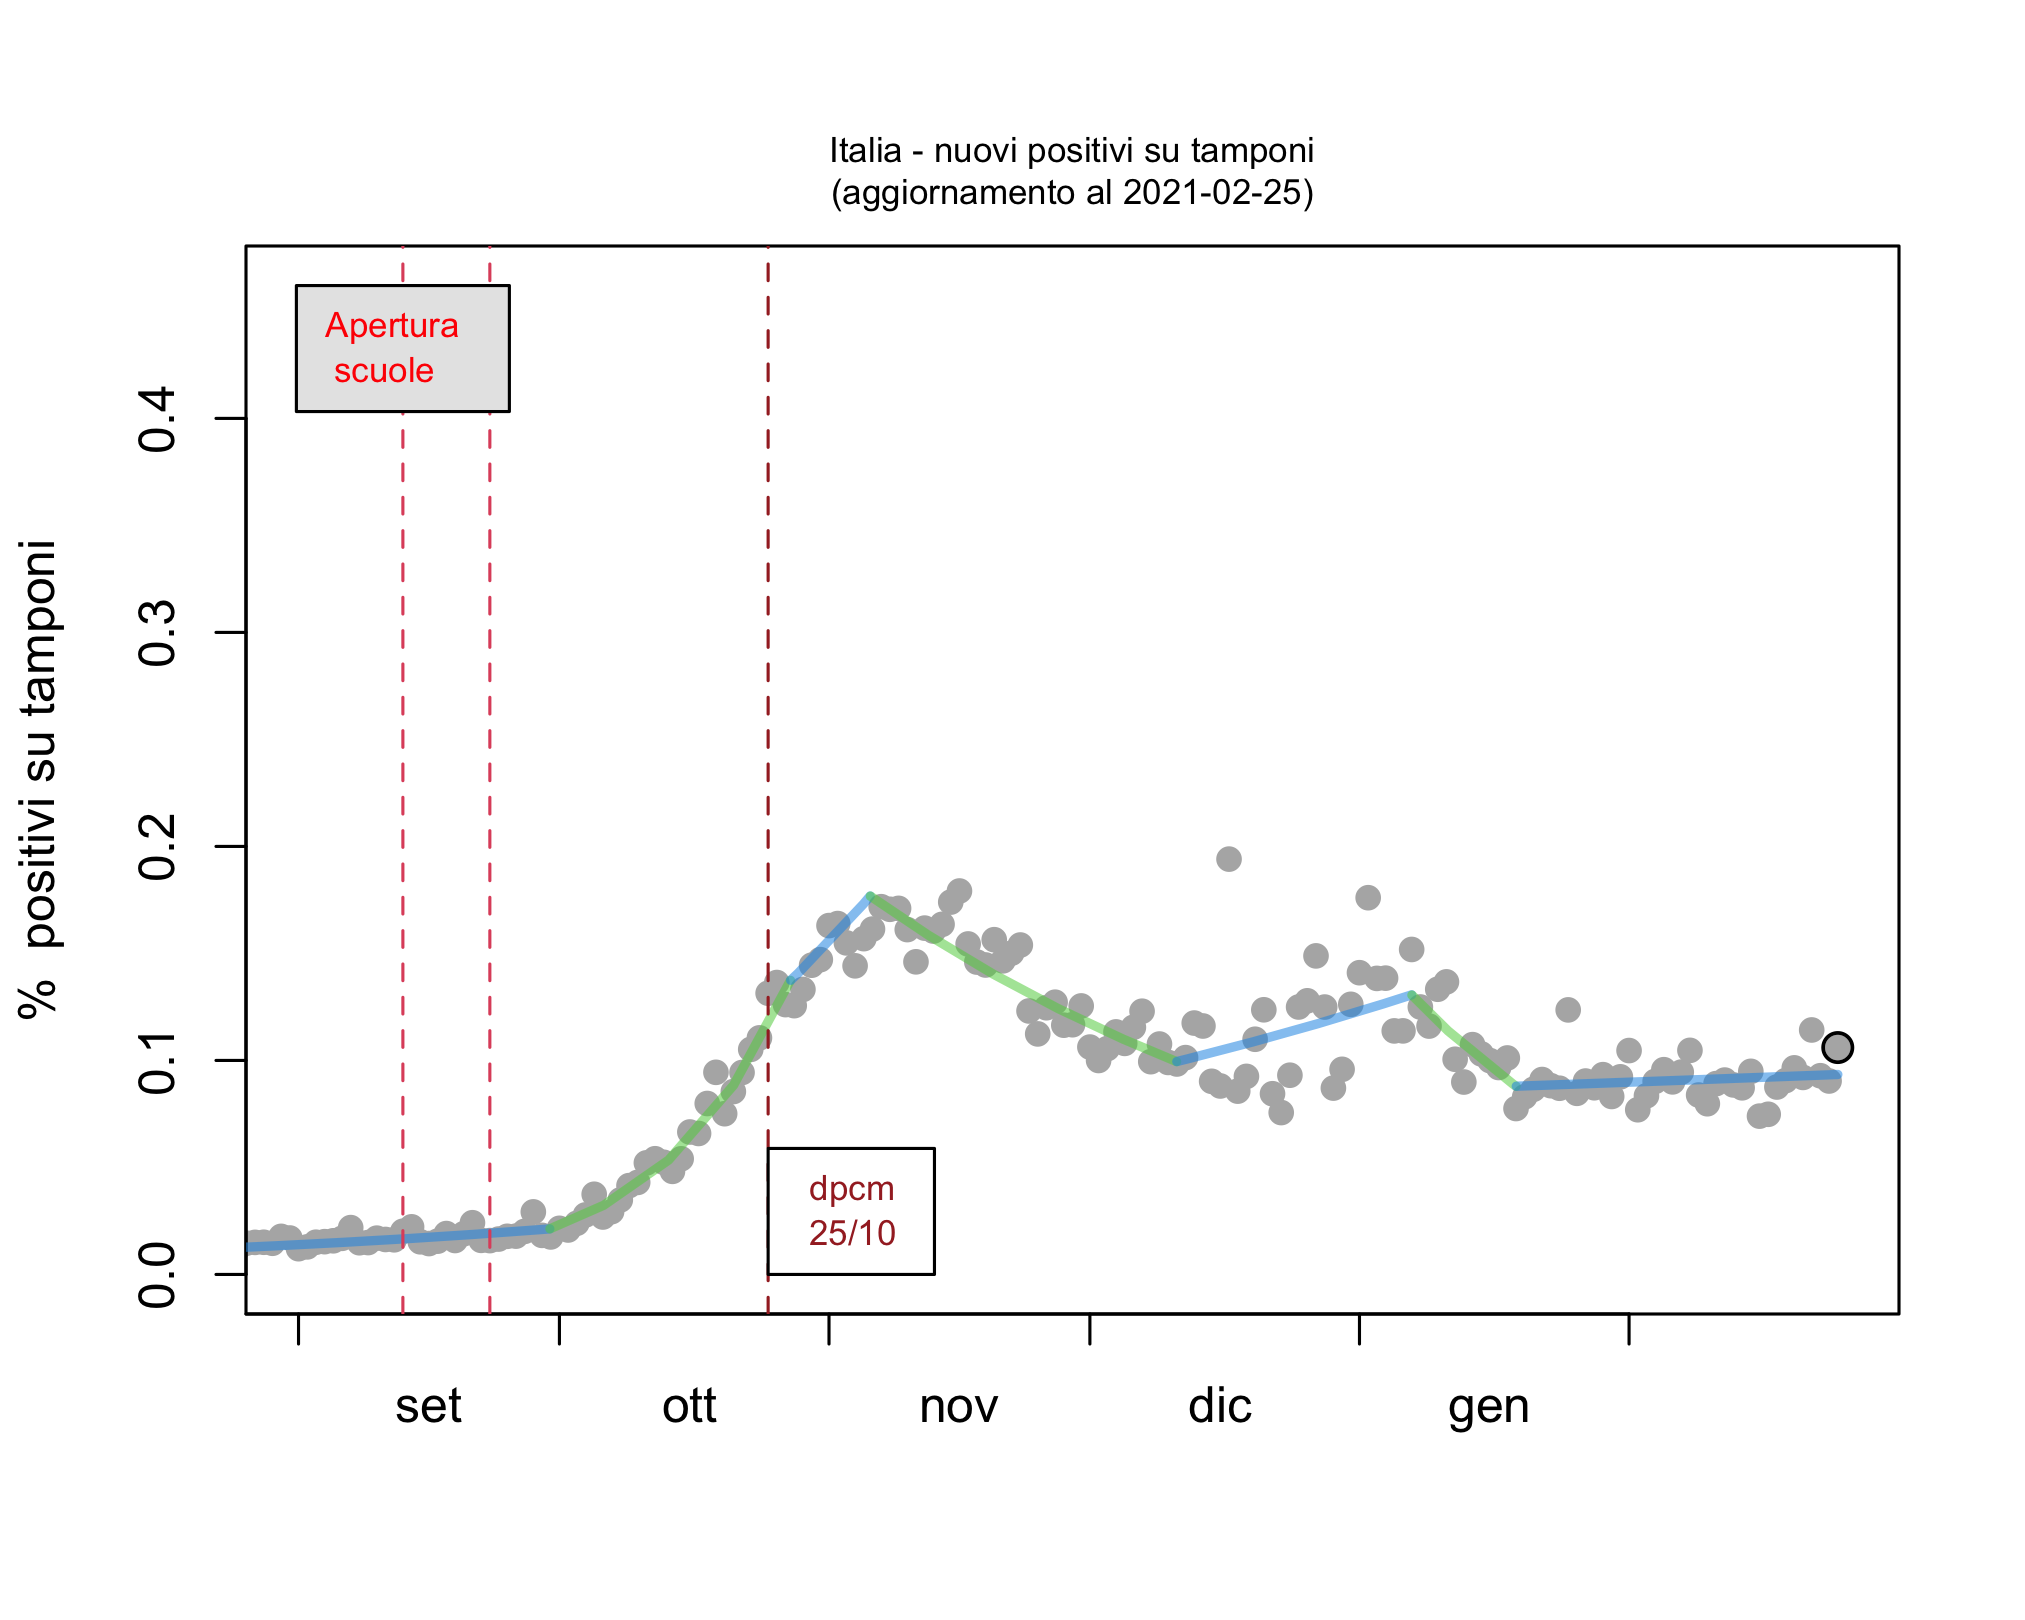 Italia - nuovi positivi su tamponi
(aggiornamento al 2021-02-25)
Apertura
scuole
% positivi su tamponi
0.4
0.3
0.2
0.1
0.0
dpcm
25/10
set ott nov dic gen